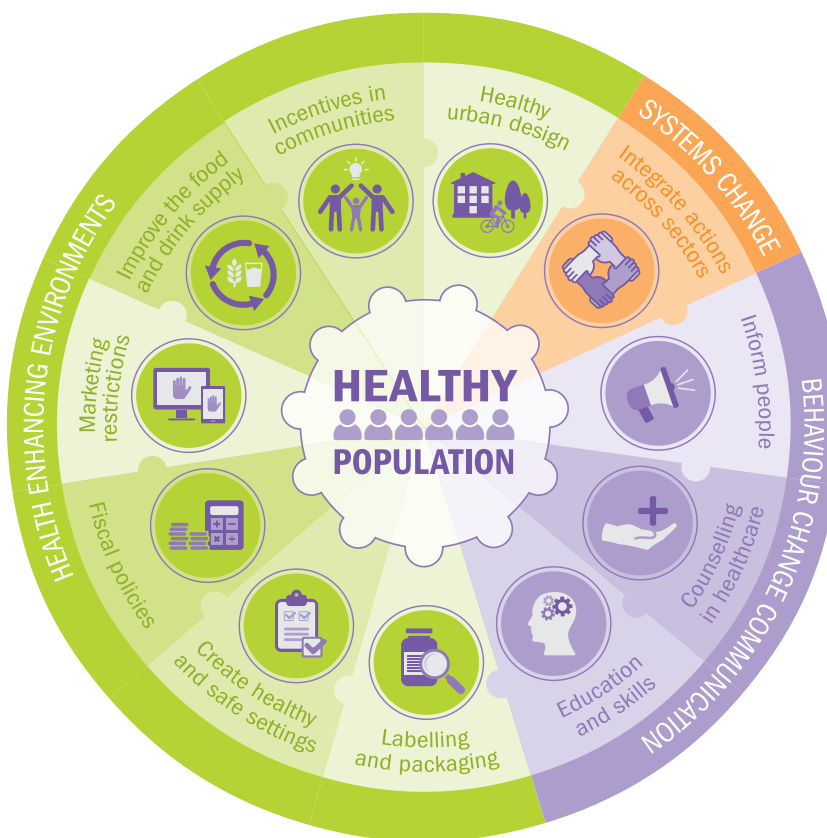 HEALTHY
POPULATION
SYSTEMS CHANGE
Integrate actions
across sectors
BEHAVIOUR CHANGE COMMUNICATION
Inform people
Counselling
in healthcare
Education
and skills
HEALTH ENHANCING ENVIRONMENTS
Labelling
and packaging
Create healthy
and safe settings
Fiscal policies
Marketing
restrictions
Improve the food
and drink supply
Incentives in
communities
Healthy
urban design